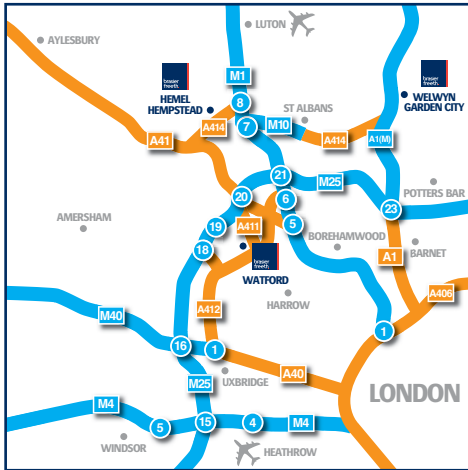 LUTON
AYLESBURY
brasier
freeth
HEMEL
HEMPSTEAD
M1
brasier
freeth
WELWYN
GARDEN CITY
8
ST ALBANS
7
A414
M10
A414
A1(M)
A41
21
M25
20
6
POTTERS BAR
AMERSHAM
19
A411
5
23
BOREHAMWOOD
18
BARNET
brasier
freeth
WATFORD
A1
HARROW
A406
A412
M40
16
1
1
M25
UXBRIDGE
A40
LONDON
M4
5
15
4
M4
WINDSOR
HEATHROW